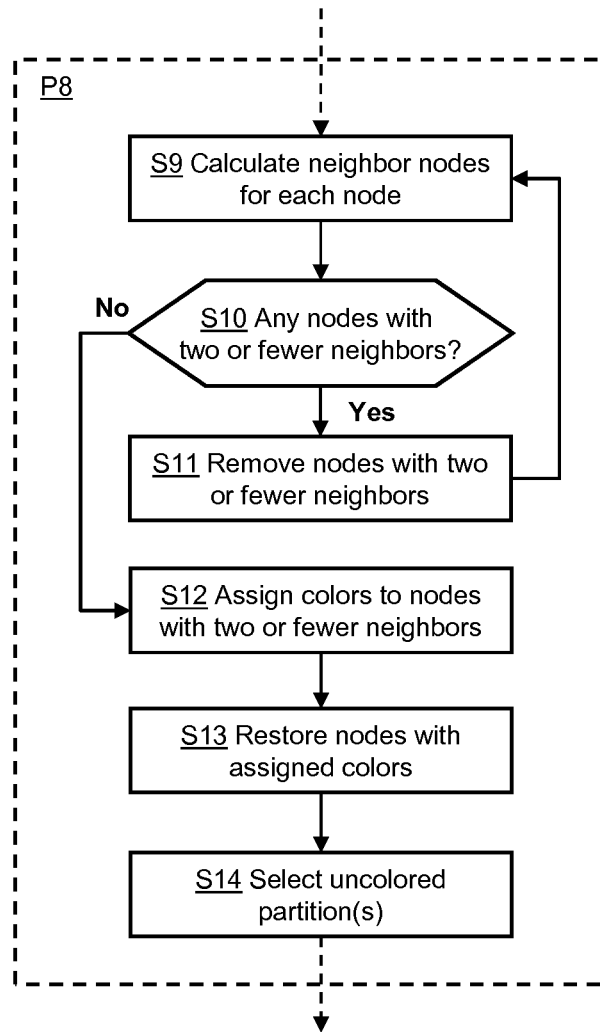 P8
S9 Calculate neighbor nodes
for each node
No
S10 Any nodes with
two or fewer neighbors?
Yes
S11 Remove nodes with two
or fewer neighbors
S12 Assign colors to nodes
with two or fewer neighbors
S13 Restore nodes with
assigned colors
S14 Select uncolored
partition(s)